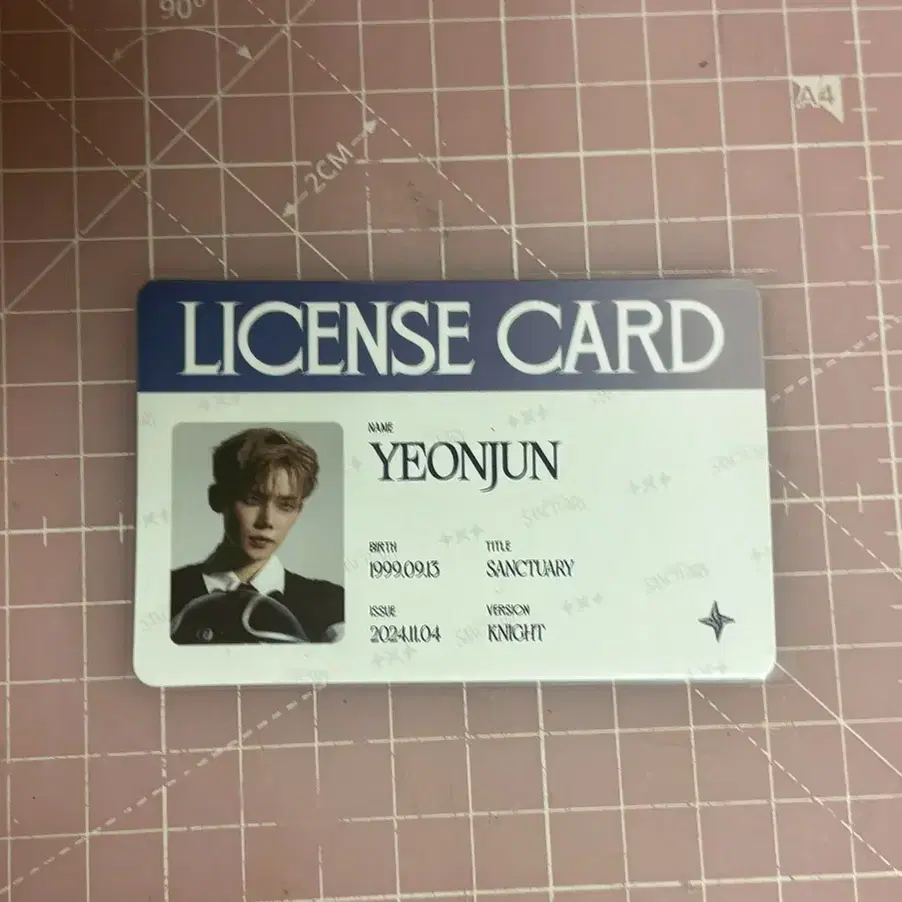 90°
A4
2CM
LICENSE CARD
NAME
YEONJUN
BIRTH
1999.09.13
TITLE
SANCTUARY
ISSUE
2024.11.04
VERSION
KNIGHT
SANCTUARY